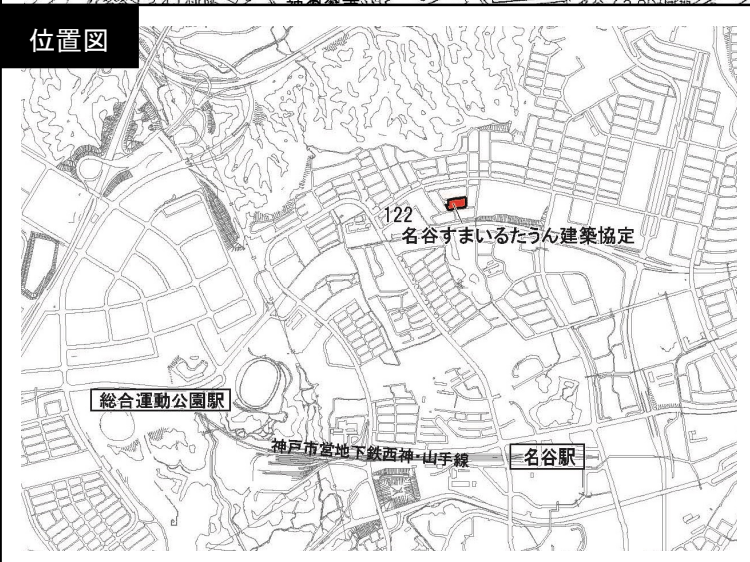 位置図
122
名谷すまいるたうん建築協定
総合運動公園駅
神戸市営地下鉄西神・山手線
名谷駅